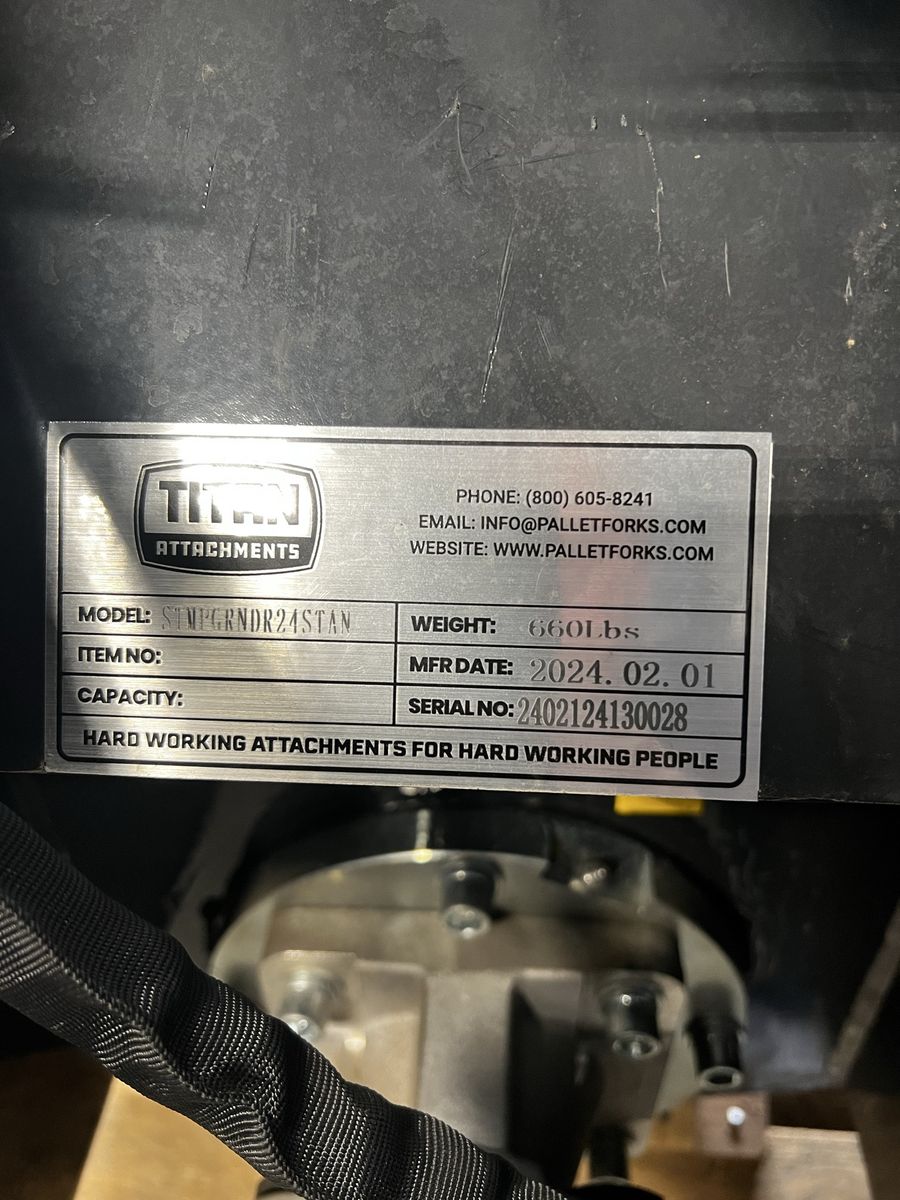 TITAN
ATTACHMENTS
PHONE: (800) 605-8241
EMAIL: INFO@PALLETFORKS.COM
WEBSITE: WWW.PALLETFORKS.COM
MODEL: STMPGRNDR24STAN
WEIGHT: 660Lbs
ITEM NO:
MFR DATE: 2024.02.01
CAPACITY:
SERIAL NO: 2402124130028
HARD WORKING ATTACHMENTS FOR HARD WORKING PEOPLE